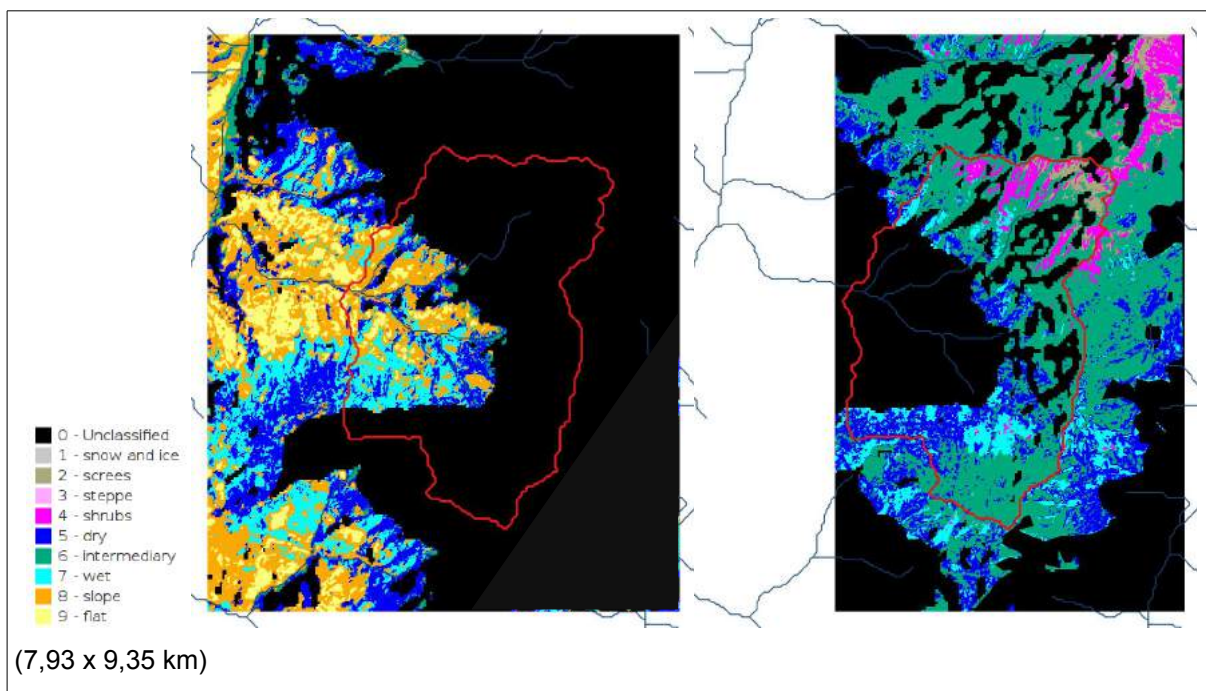 0 - Unclassified
1 - snow and ice
2 - screes
3 - steppe
4 - shrubs
5 - dry
6 - intermediary
7 - wet
8 - slope
9 - flat
(7,93 x 9,35 km)